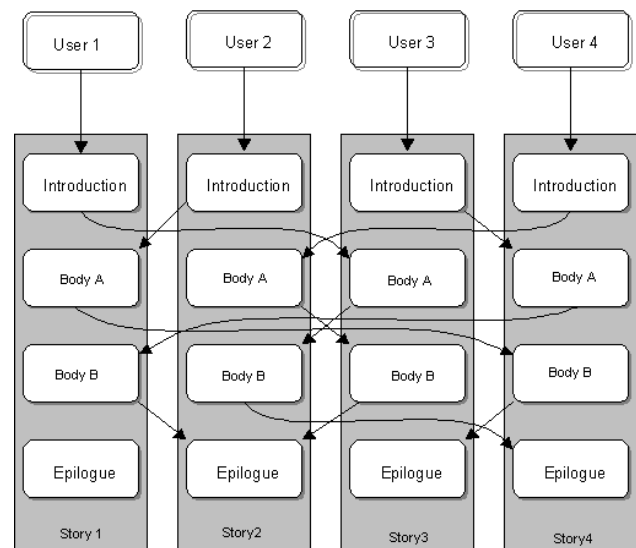 User 1
User 2
User 3
User 4
Introduction
Introduction
Introduction
Introduction
Body A
Body A
Body A
Body A
Body B
Body B
Body B
Body B
Epilogue
Epilogue
Epilogue
Epilogue
Story 1
Story2
Story3
Story4